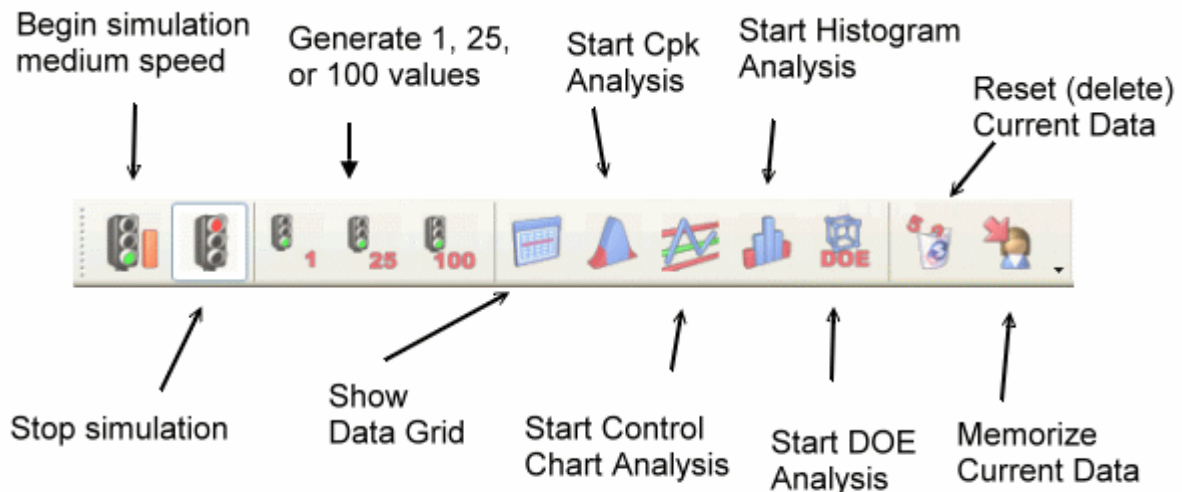 Begin simulation
medium speed
Generate 1, 25,
or 100 values
Start Cpk
Analysis
Start Histogram
Analysis
Reset (delete)
Current Data
1
25
100
DOE
Stop simulation
Show
Data Grid
Start Control
Chart Analysis
Start DOE
Analysis
Memorize
Current Data